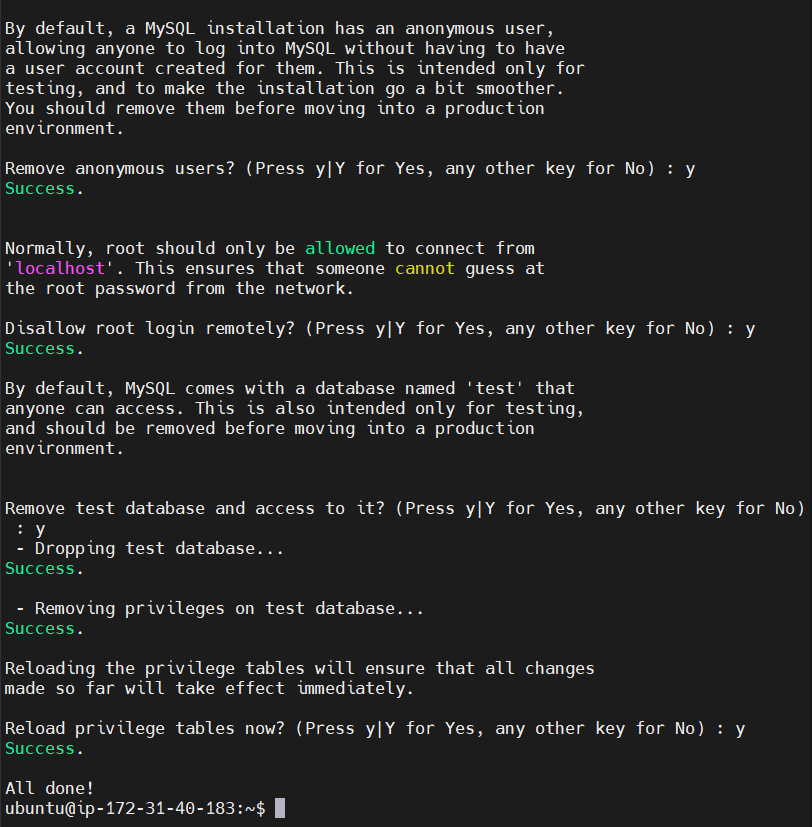 By default, a MySQL installation has an anonymous user,
allowing anyone to log into MySQL without having to have
a user account created for them. This is intended only for
testing, and to make the installation go a bit smoother.
You should remove them before moving into a production
environment.
Remove anonymous users? (Press y|Y for Yes, any other key for No) : y
Success.
Normally, root should only be allowed to connect from
'localhost'. This ensures that someone cannot guess at
the root password from the network.
Disallow root login remotely? (Press y|Y for Yes, any other key for No) : y
Success.
By default, MySQL comes with a database named 'test' that
anyone can access. This is also intended only for testing,
and should be removed before moving into a production
environment.
Remove test database and access to it? (Press y|Y for Yes, any other key for No)
 : y
 - Dropping test database...
Success.
 - Removing privileges on test database...
Success.
Reloading the privilege tables will ensure that all changes
made so far will take effect immediately.
Reload privilege tables now? (Press y|Y for Yes, any other key for No) : y
Success.
All done!
ubuntu@ip-172-31-40-183:~$